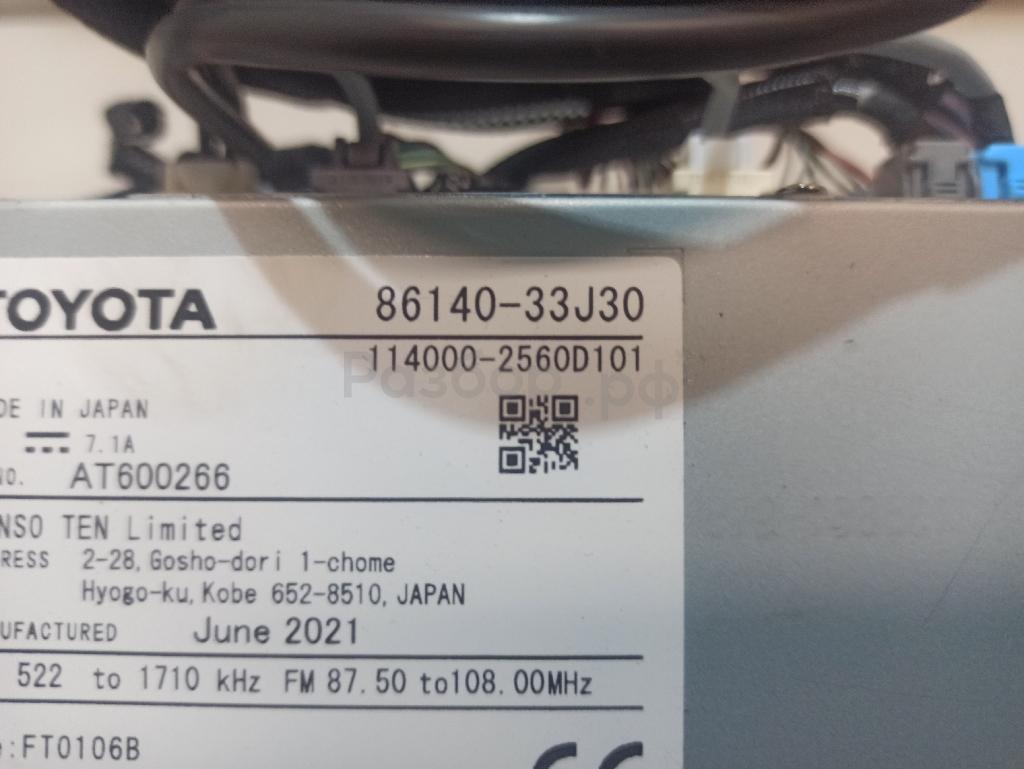 TOYOTA 86140-33J30
114000-2560D101
Разбор.рф
DE IN JAPAN
7.1A
NO. AT600266
NSO TEN Limited
RESS 2-28, Gosho-dori 1-chome
Hyogo-ku, Kobe 652-8510, JAPAN
UFACTURED June 2021
522 to 1710 kHz FM 87.50 to108.00MHz
e:FT0106B
CE